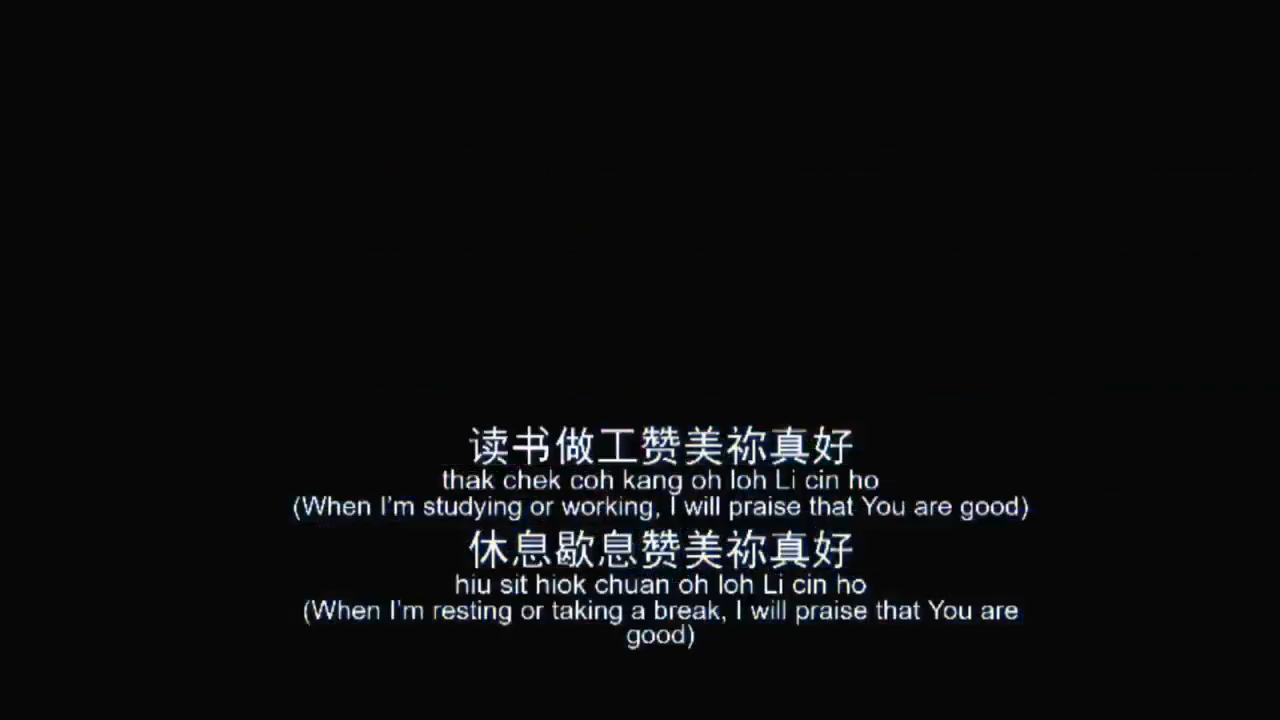 读书做工赞美祢真好
thak chek coh kang oh loh Li cin ho
(When I'm studying or working, I will praise that You are good)
休息歇息赞美祢真好
hiu sit hiok chuan oh loh Li cin ho
(When I'm resting or taking a break, I will praise that You are
good)